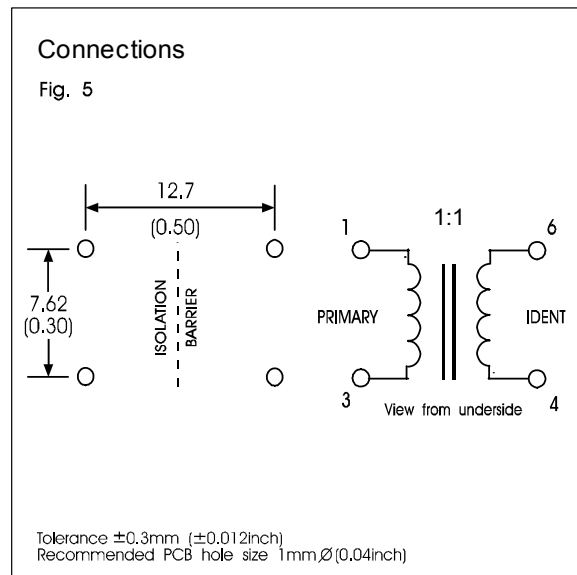 Connections
Fig. 5
12.7
(0.50)
7.62
(0.30)
ISOLATION
BARRIER
1
1:1
6
PRIMARY
IDENT
3
4
View from underside
Tolerance ±0.3mm (±0.012inch)
Recommended PCB hole size 1mmØ(0.04inch)